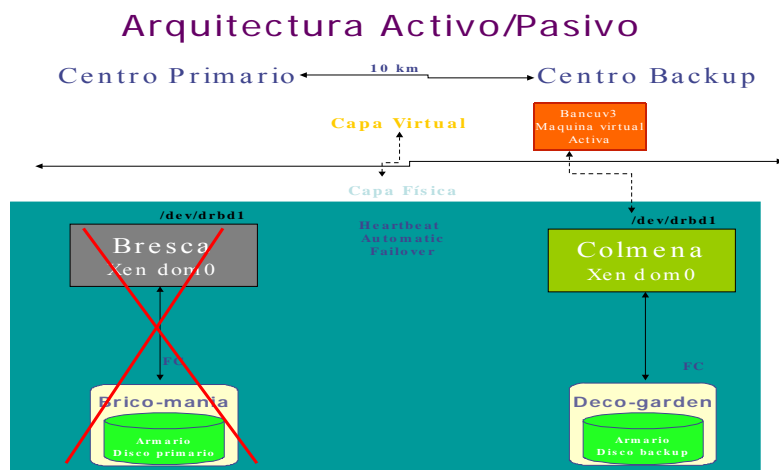 Arquitectura Activo/Pasivo
Centro Primario
10 km
Centro Backup
Capa Virtual
Bancuv3
Maquina virtual
Activa
Capa Física
/dev/drbd1
Heartbeat
Automatic
Failover
/dev/drbd1
Bresca
Xen dom0
Colmena
Xen dom0
FC
FC
Brico-mania
Armario
Disco primario
Deco-garden
Armario
Disco backup